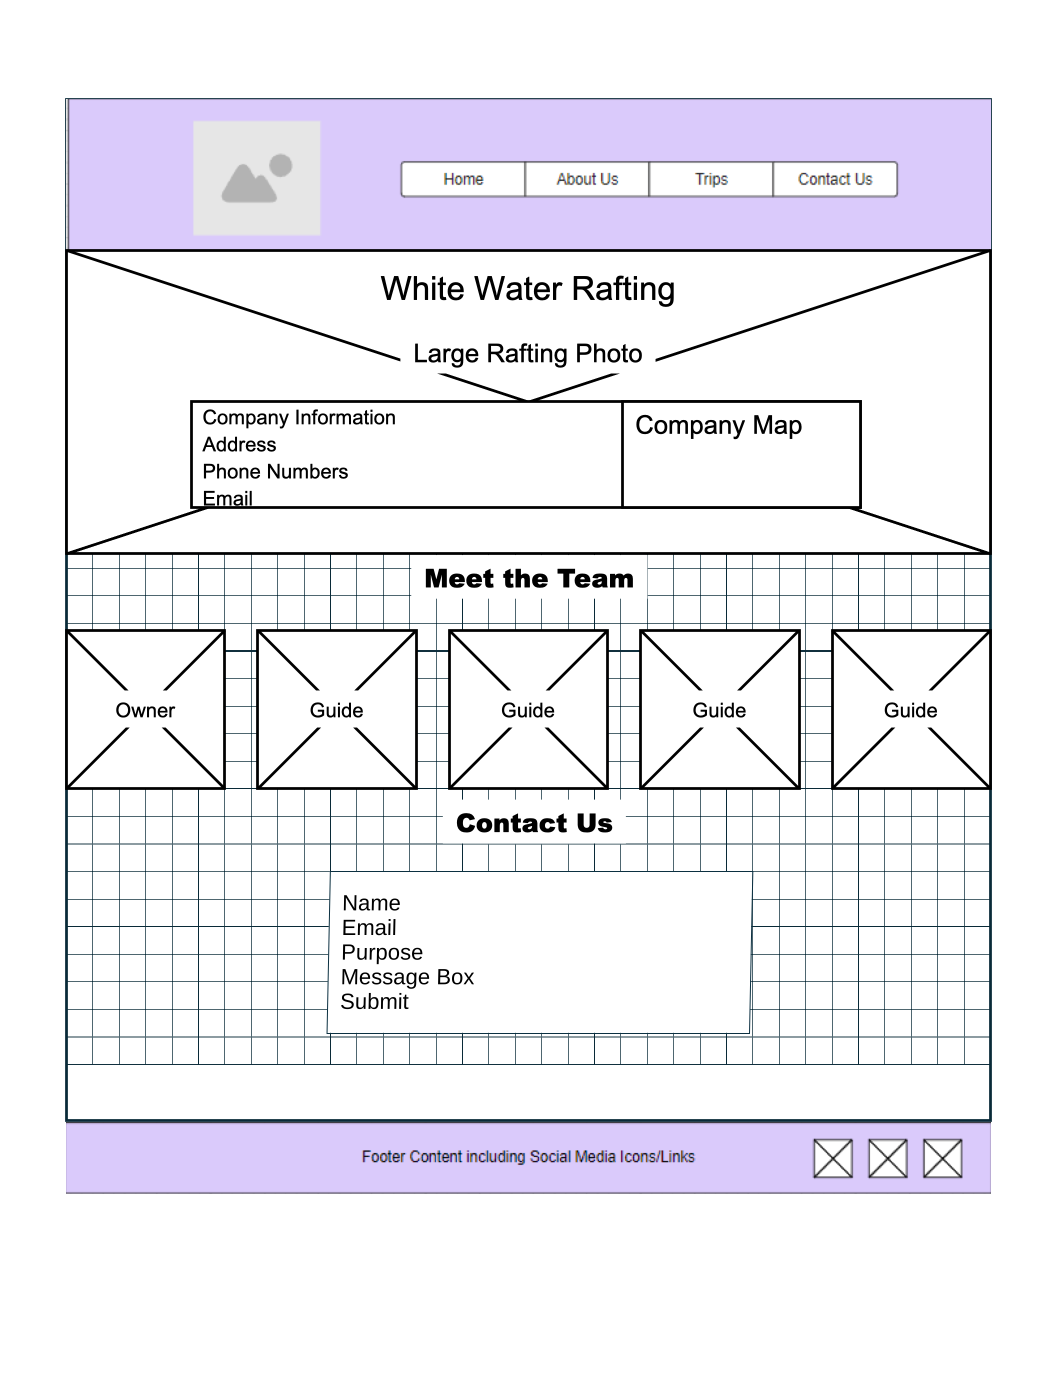 Home
About Us
Trips
Contact Us
White Water Rafting
Large Rafting Photo
Company Information
Address
Phone Numbers
Email
Company Map
Meet the Team
Owner
Guide
Guide
Guide
Guide
Contact Us
Name
Email
Purpose
Message Box
Submit
Footer Content including Social Media Icons/Links